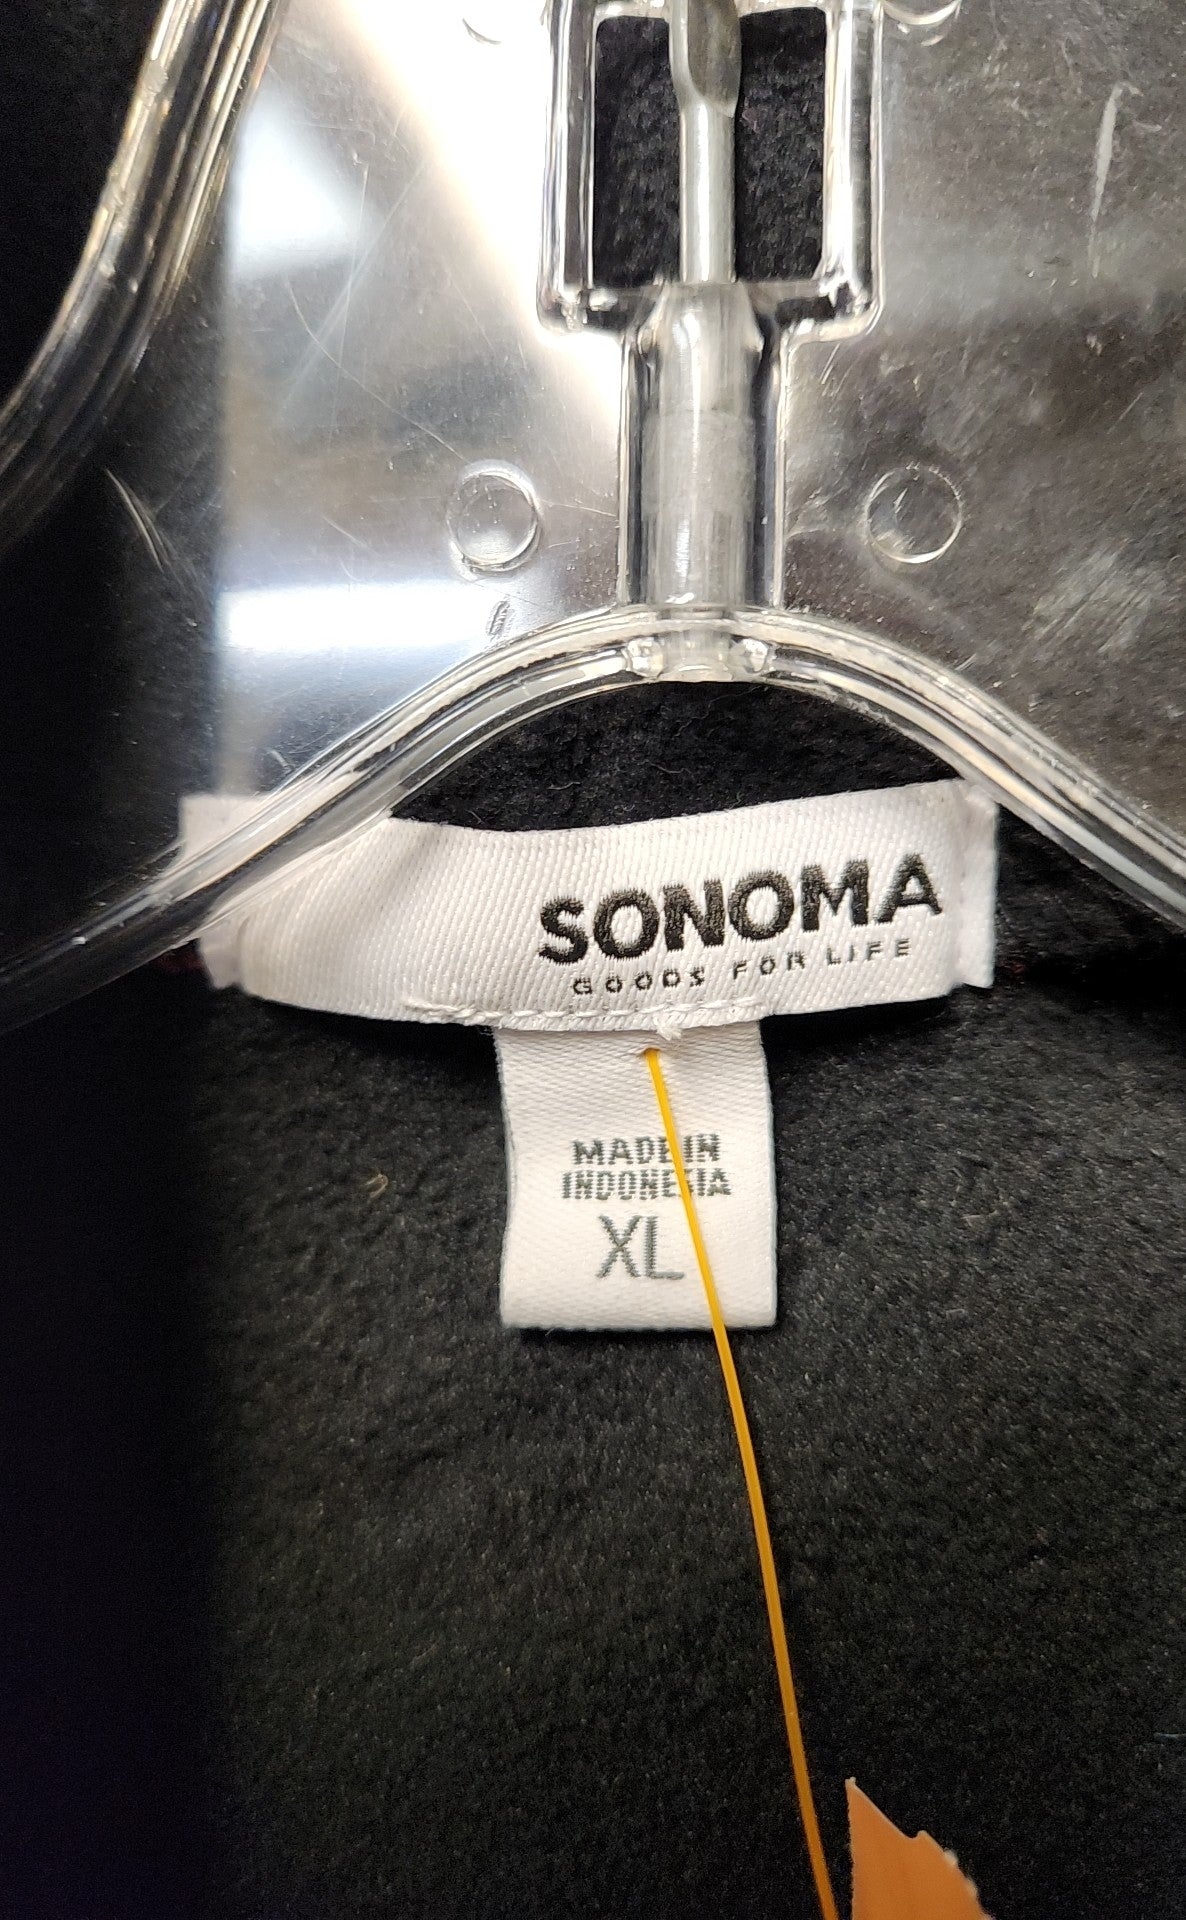 SONOMA
GOODS FOR LIFE
MADE IN
INDONESIA
XL